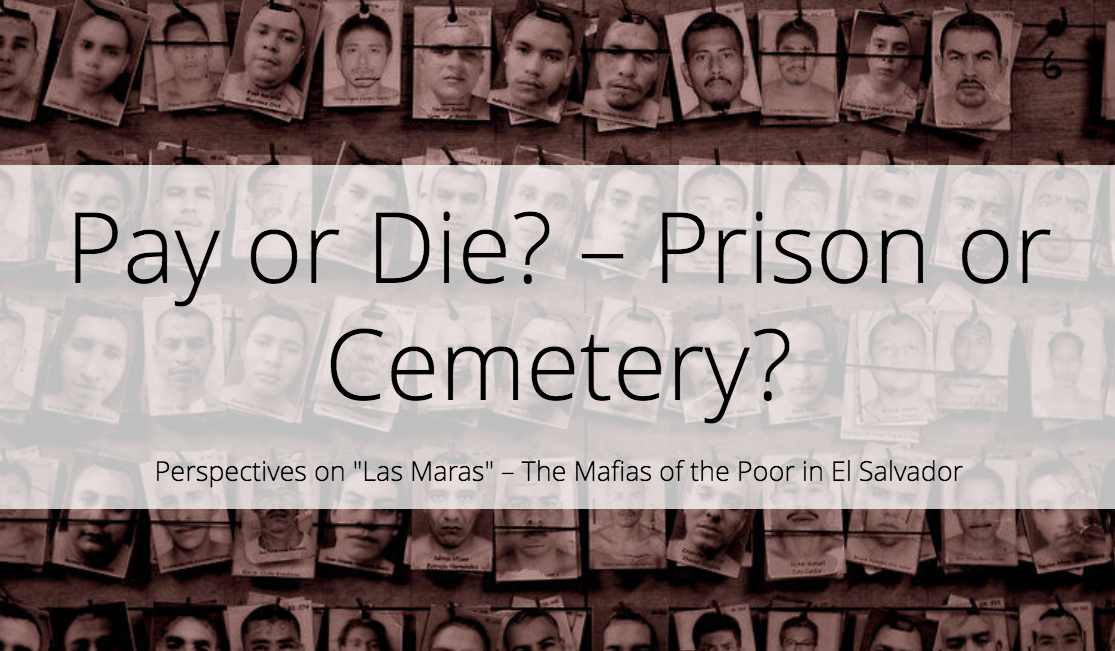 Pay or Die? – Prison or
Cemetery?
Perspectives on "Las Maras" – The Mafias of the Poor in El Salvador